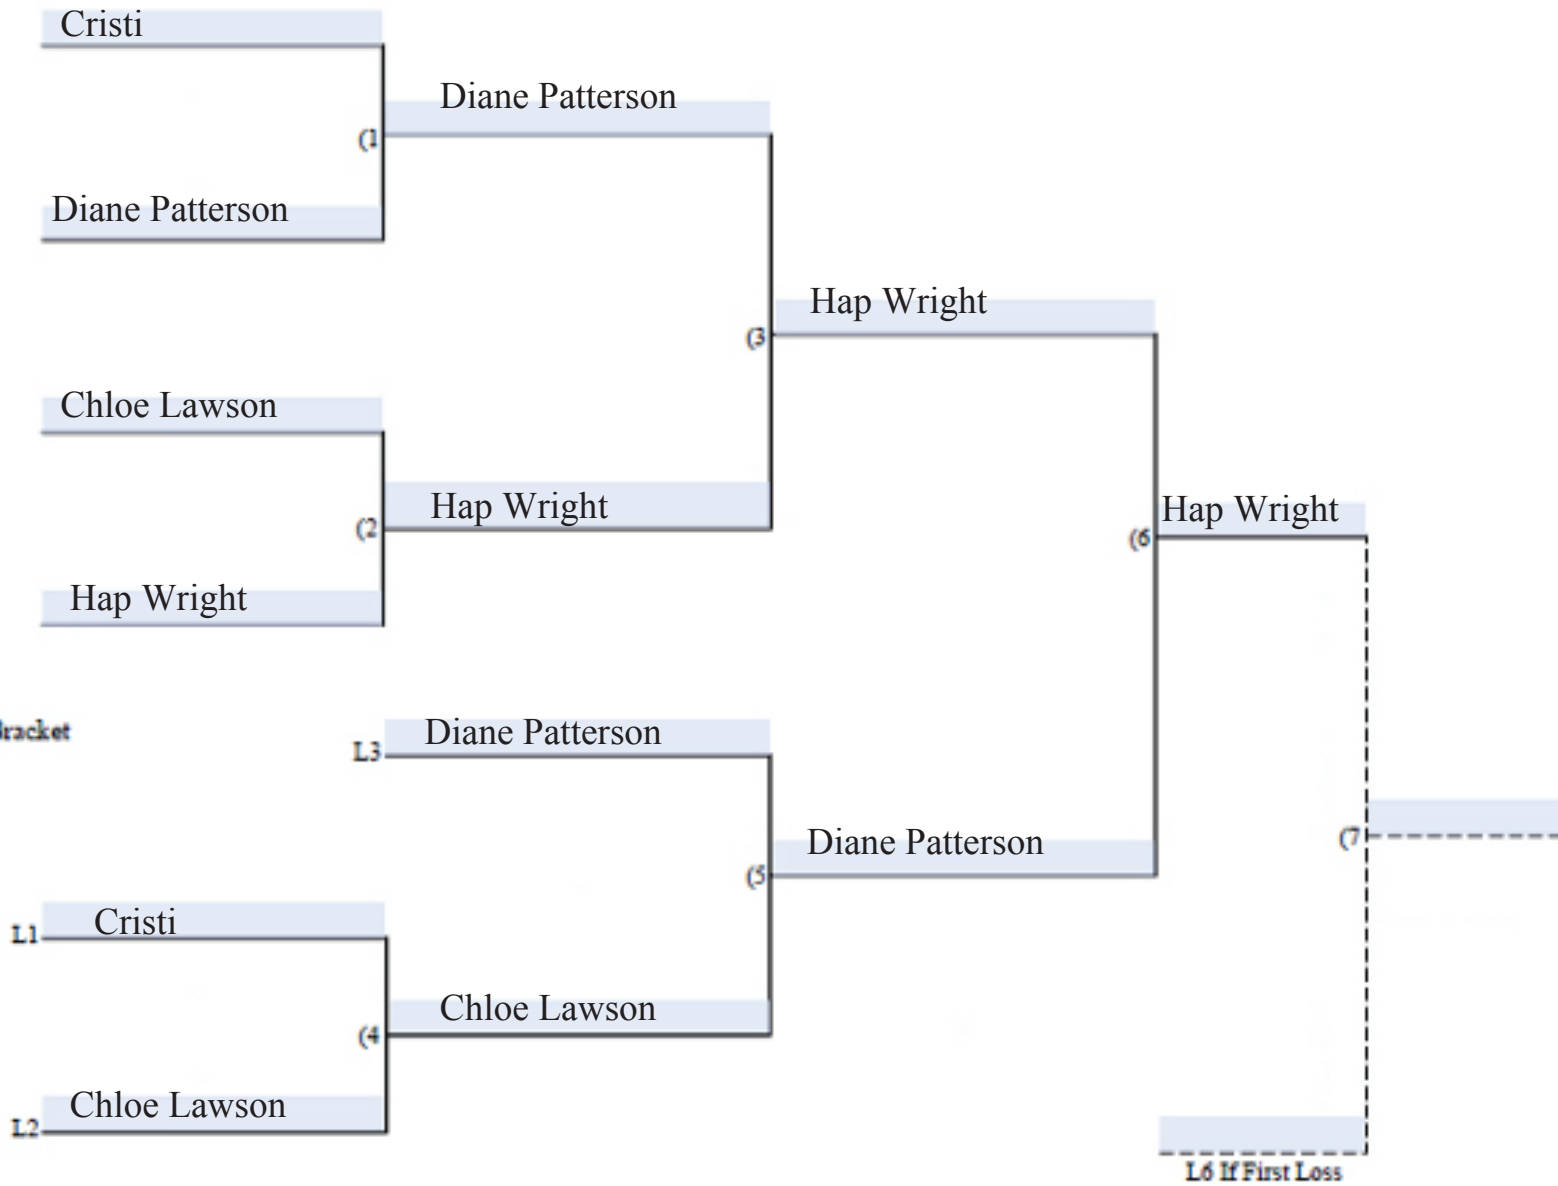 Cristi
Diane Patterson
(1
Diane Patterson
Hap Wright
(3
Chloe Lawson
Hap Wright
(2
Hap Wright
(6
Hap Wright
Diane Patterson
L3
Diane Patterson
(5
(7
L1 Cristi
Chloe Lawson
(4
L2 Chloe Lawson
L6 If First Loss